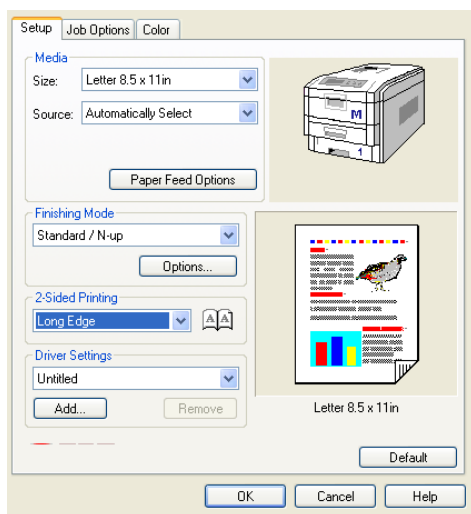 Setup Job Options Color
Media
Size: Letter 8.5 x 11in
Source: Automatically Select
M
1
Paper Feed Options
Finishing Mode
Standard / N-up
Options...
2-Sided Printing
Long Edge
A A
Driver Settings
Untitled
Add... Remove
Letter 8.5 x 11in
Default
OK Cancel Help